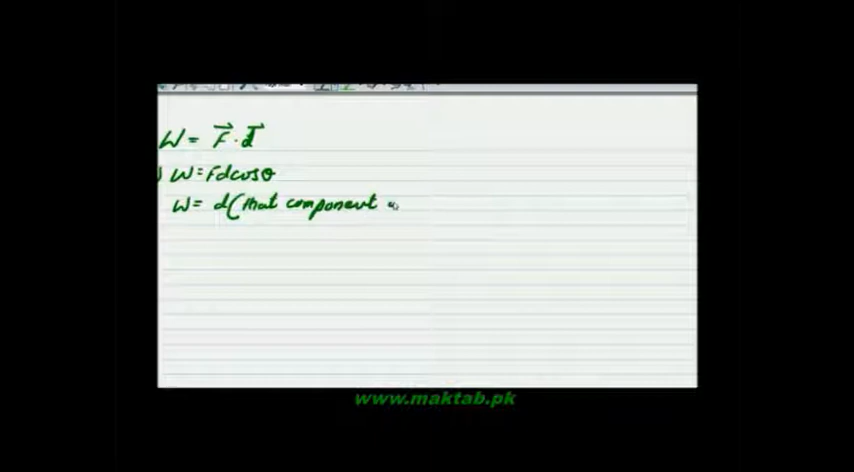 W = F⃗ . d⃗
W = Fdcosθ
W = d(that component
www.maktab.pk